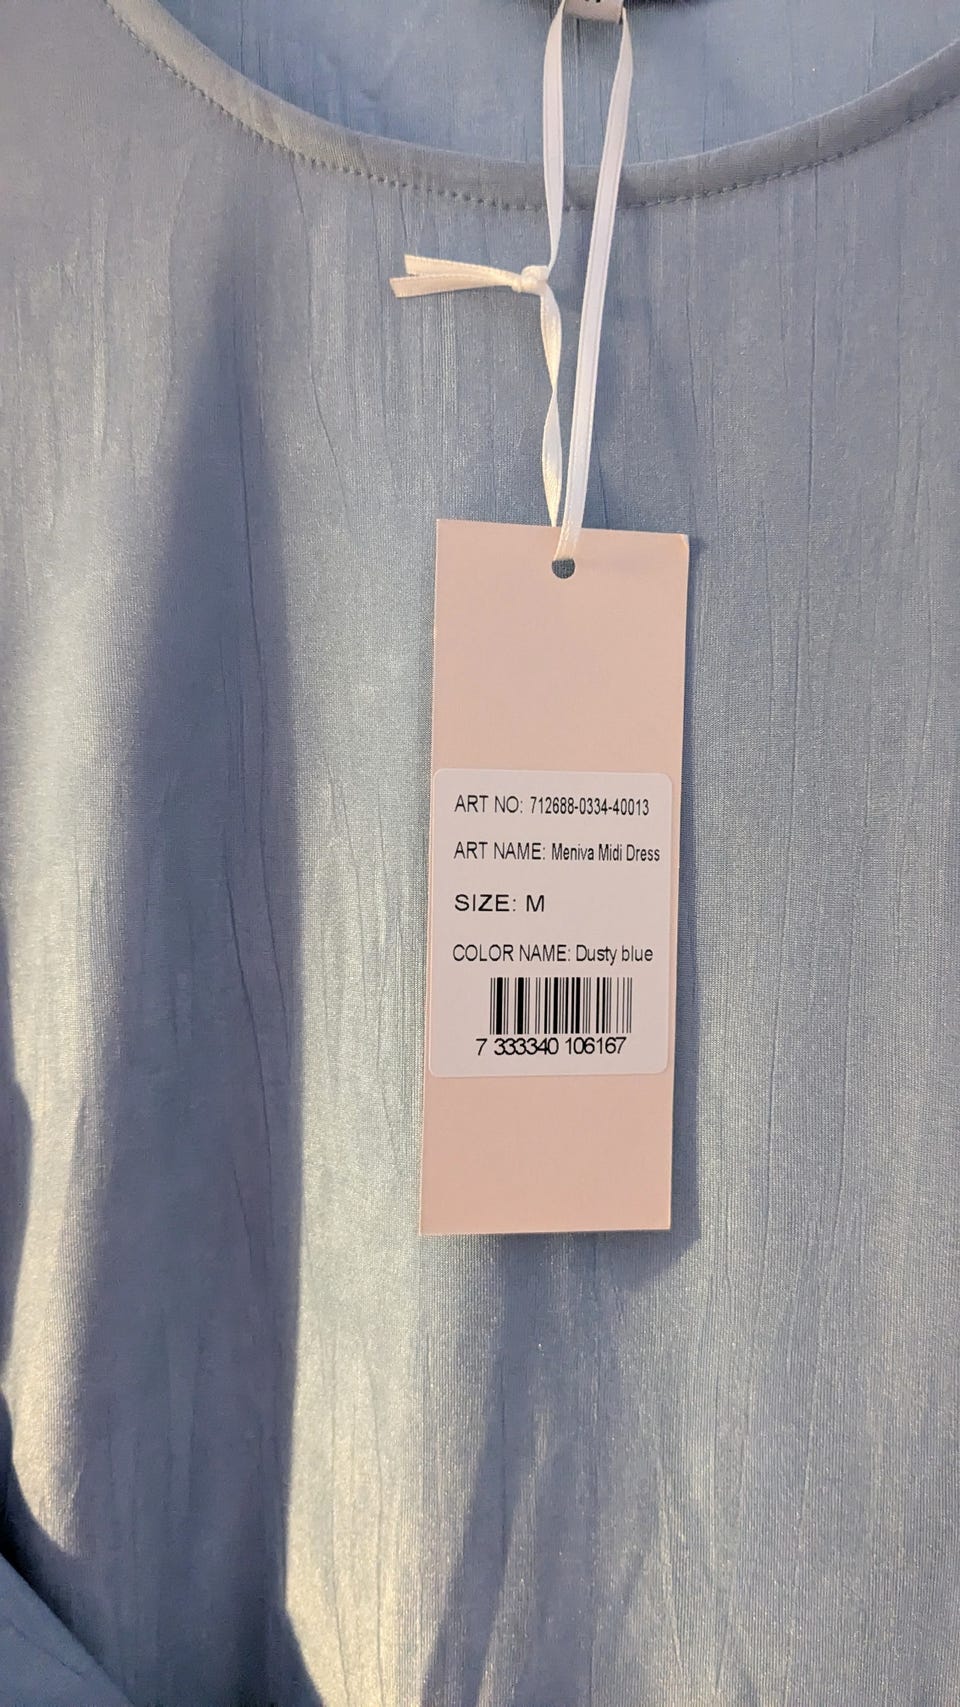 ART NO: 712688-0334-40013
ART NAME: Meniva Midi Dress
SIZE: M
COLOR NAME: Dusty blue
7 333340 106167